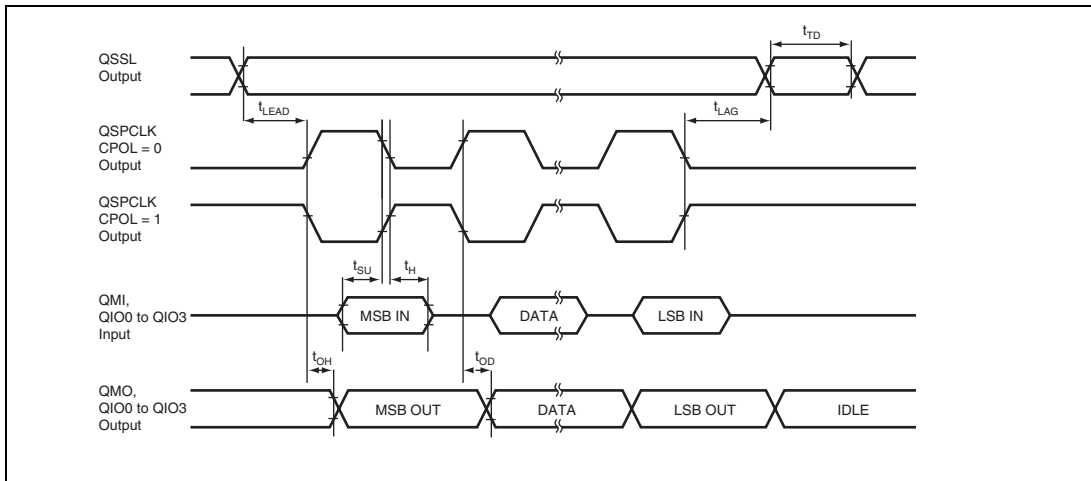 QSSL
Output
tTD
tLEAD
tLAG
QSPCLK
CPOL = 0
Output
QSPCLK
CPOL = 1
Output
tSU
tH
QMI,
QIO0 to QIO3
Input
MSB IN
DATA
LSB IN
tOH
tOD
QMO,
QIO0 to QIO3
Output
MSB OUT
DATA
LSB OUT
IDLE